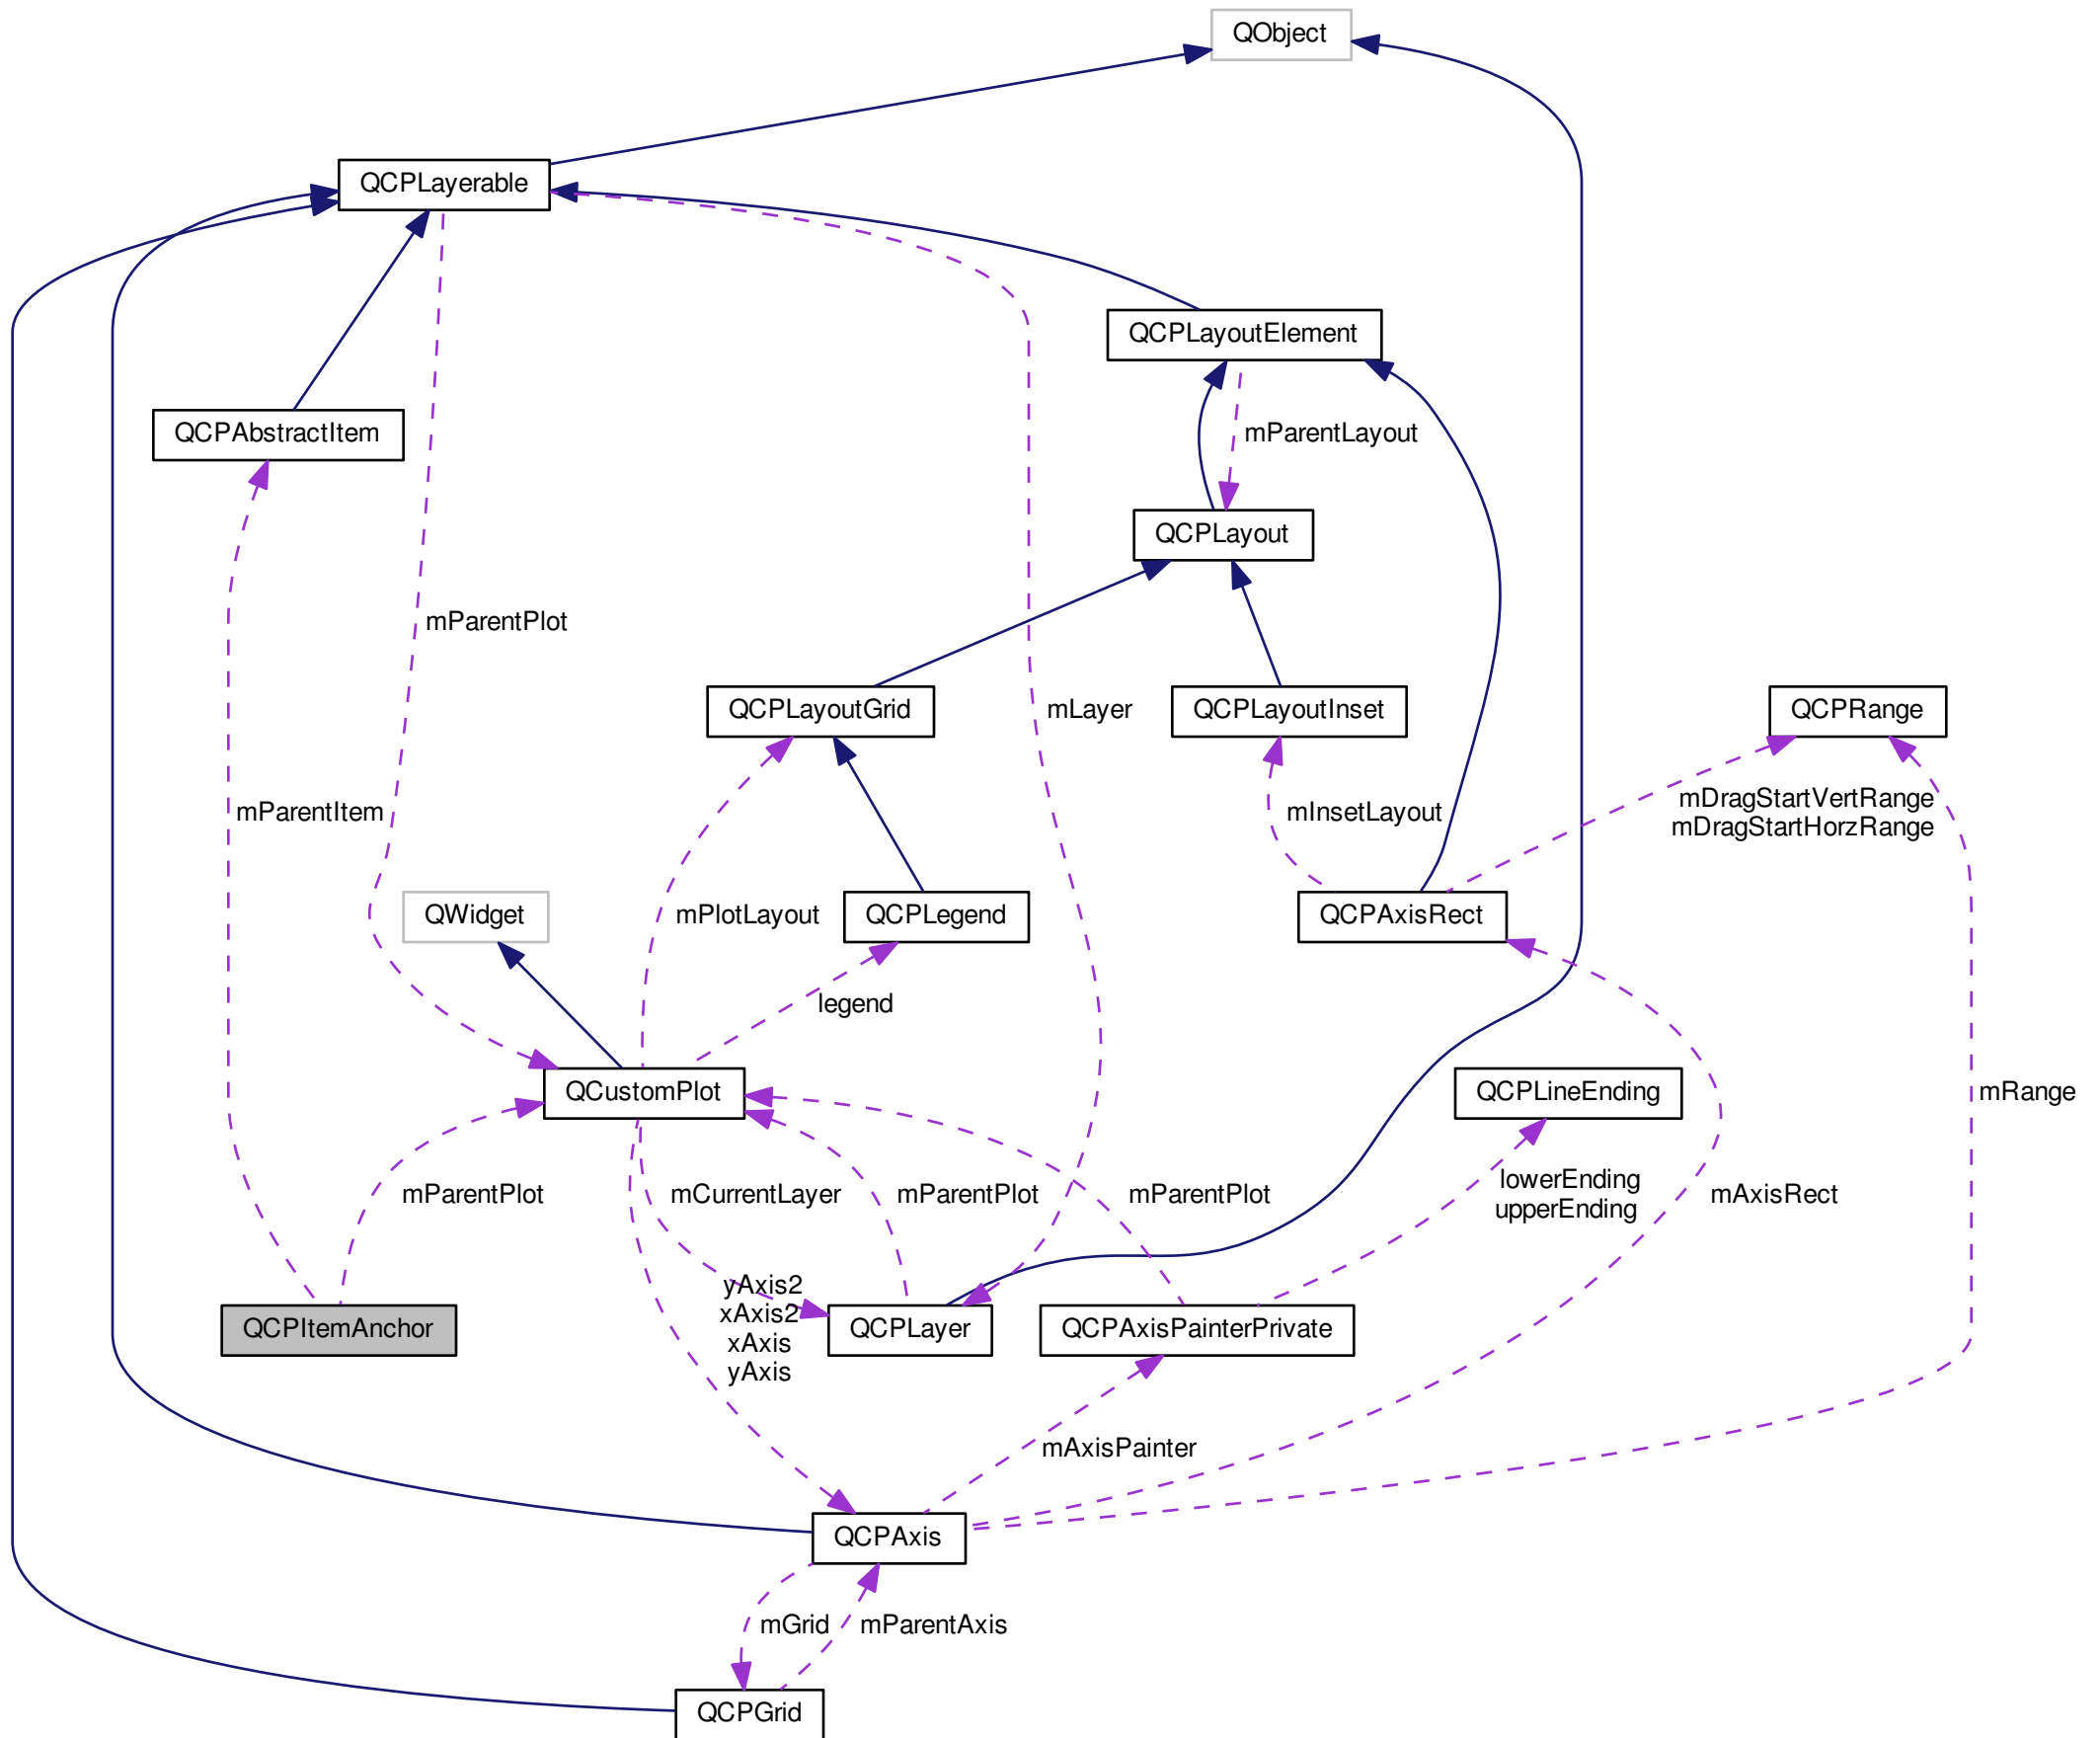 QObject
QCPLayerable
QCPLayoutElement
QCPAbstractItem
mParentLayout
QCPLayout
mParentPlot
QCPLayoutGrid
mLayer
QCPLayoutInset
QCPRange
mParentItem
mInsetLayout
mDragStartVertRange
mDragStartHorzRange
QWidget
mPlotLayout
QCPLegend
QCPAxisRect
legend
QCustomPlot
QCPLineEnding
mRange
mParentPlot
mCurrentLayer
mParentPlot
mParentPlot
lowerEnding
upperEnding
mAxisRect
yAxis2
xAxis2
xAxis
yAxis
QCPItemAnchor
QCPLayer
QCPAxisPainterPrivate
mAxisPainter
QCPAxis
mGrid
mParentAxis
QCPGrid